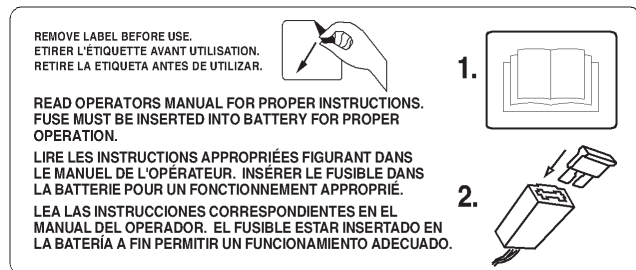 REMOVE LABEL BEFORE USE.
ETIRER L'ÉTIQUETTE AVANT UTILISATION.
RETIRE LA ETIQUETA ANTES DE UTILIZAR.
READ OPERATORS MANUAL FOR PROPER INSTRUCTIONS.
FUSE MUST BE INSERTED INTO BATTERY FOR PROPER
OPERATION.
LIRE LES INSTRUCTIONS APPROPRIÉES FIGURANT DANS
LE MANUEL DE L'OPÉRATEUR. INSÉRER LE FUSIBLE DANS
LA BATTERIE POUR UN FONCTIONNEMENT APPROPRIÉ.
LEA LAS INSTRUCCIONES CORRESPONDIENTES EN EL
MANUAL DEL OPERADOR. EL FUSIBLE ESTAR INSERTADO EN
LA BATERÍA A FIN PERMITIR UN FUNCIONAMIENTO ADECUADO.
1.
2.